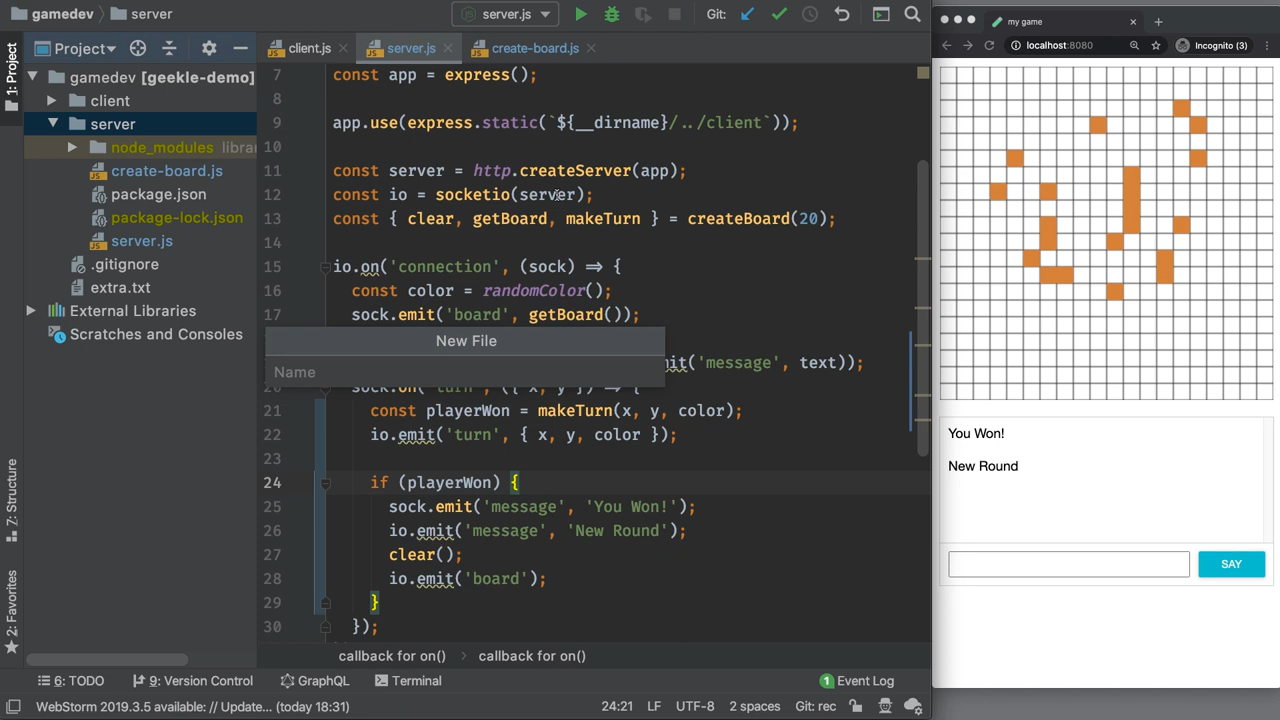 gamedev
server
server.js
Git:
1: Project
Project
gamedev [geekle-demo]
client
server
node_modules
create-board.js
package.json
package-lock.json
server.js
.gitignore
extra.txt
External Libraries
Scratches and Consoles
7: Structure
2: Favorites
client.js
server.js
create-board.js
7 const app = express();
8
9 app.use(express.static(`${__dirname}/../client`));
10
11 const server = http.createServer(app);
12 const io = socketio(server);
13 const { clear, getBoard, makeTurn } = createBoard(20);
14
15 io.on('connection', (sock) ⇒ {
16 const color = randomColor();
17 sock.emit('board', getBoard());
New File
Name
'message', text));
21 const playerWon = makeTurn(x, y, color);
22 io.emit('turn', { x, y, color });
23
24 if (playerWon) {
25 sock.emit('message', 'You Won!');
26 io.emit('message', 'New Round');
27 clear();
28 io.emit('board');
29 }
30 });
callback for on() callback for on()
6: TODO
9: Version Control
GraphQL
Terminal
1 Event Log
WebStorm 2019.3.5 available: // Update... (today 18:31)
24:21 LF UTF-8 2 spaces Git: rec
my game
localhost:8080
Incognito (3)
You Won!
New Round
SAY